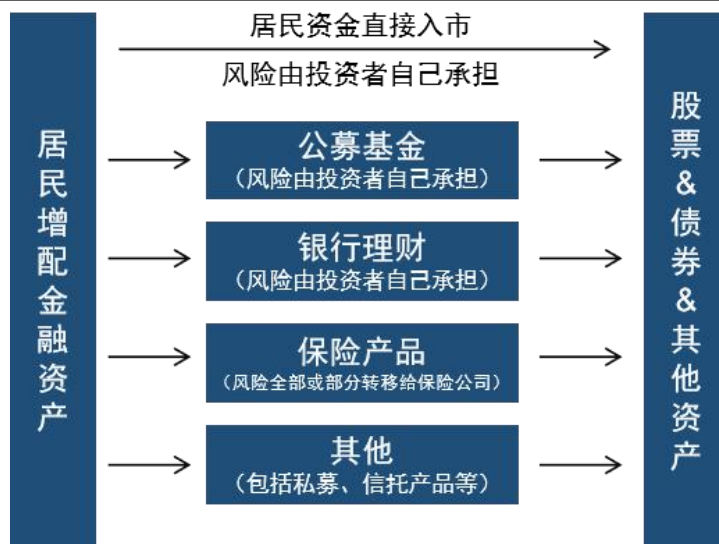 居民资金直接入市
风险由投资者自己承担
居民增配金融资产
公募基金
（风险由投资者自己承担）
银行理财
（风险由投资者自己承担）
保险产品
（风险全部或部分转移给保险公司）
其他
（包括私募、信托产品等）
股票&债券&其他资产